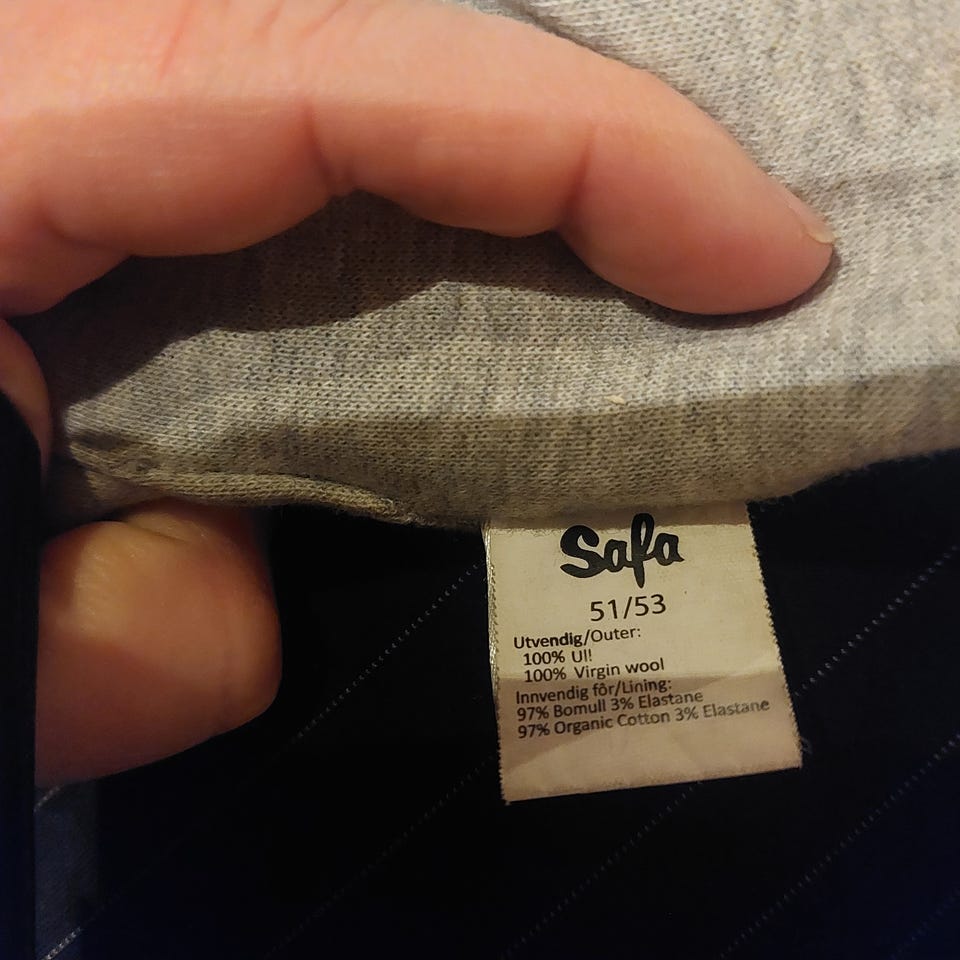 Safa
51/53
Utvendig/Outer:
100% Ull
100% Virgin wool
Innvendig fôr/Lining:
97% Bomull 3% Elastane
97% Organic Cotton 3% Elastane